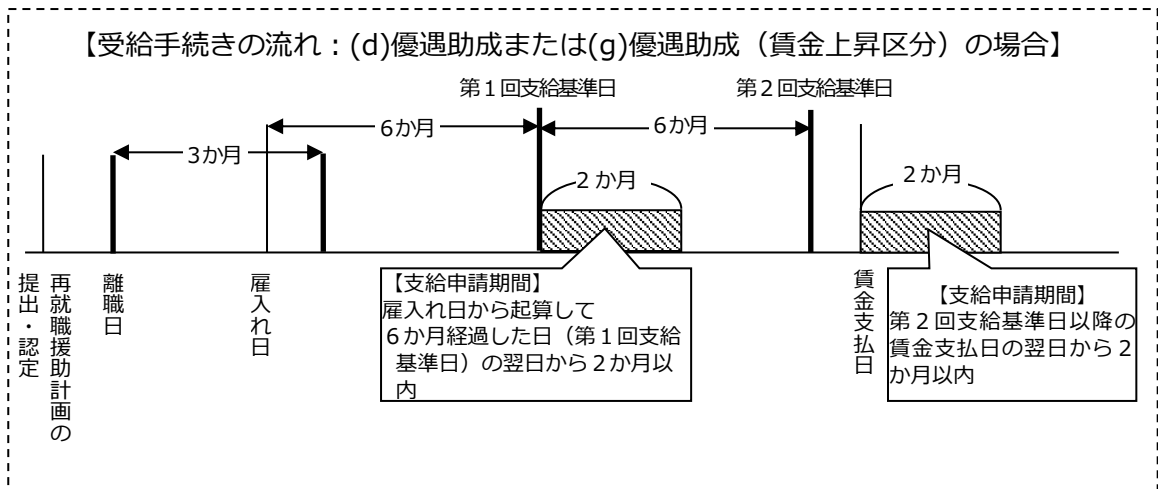 【受給手続きの流れ：(d)優遇助成または(g)優遇助成（賃金上昇区分）の場合】
第１回支給基準日
第２回支給基準日
6か月
6か月
3か月
２か月
２か月
再就職援助計画の
提出・認定
離職日
雇入れ日
【支給申請期間】
雇入れ日から起算して
６か月経過した日（第１回支給
基準日）の翌日から２か月以
内
賃金支払日
【支給申請期間】
第２回支給基準日以降の
賃金支払日の翌日から２
か月以内